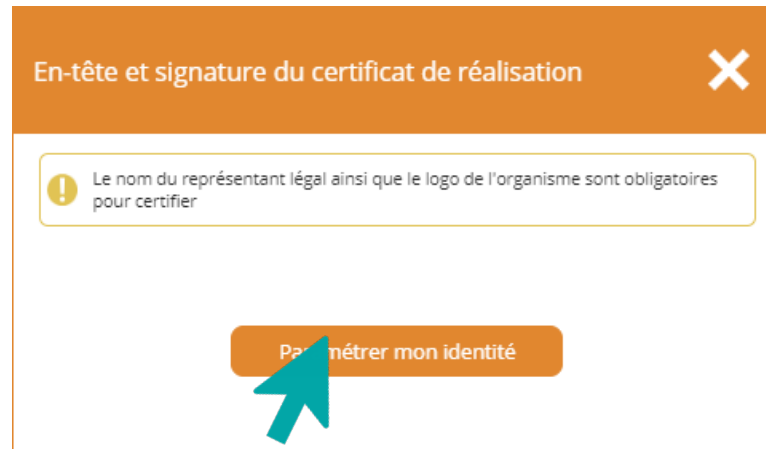 En-tête et signature du certificat de réalisation
Le nom du représentant légal ainsi que le logo de l'organisme sont obligatoires
pour certifier
Paramétrer mon identité